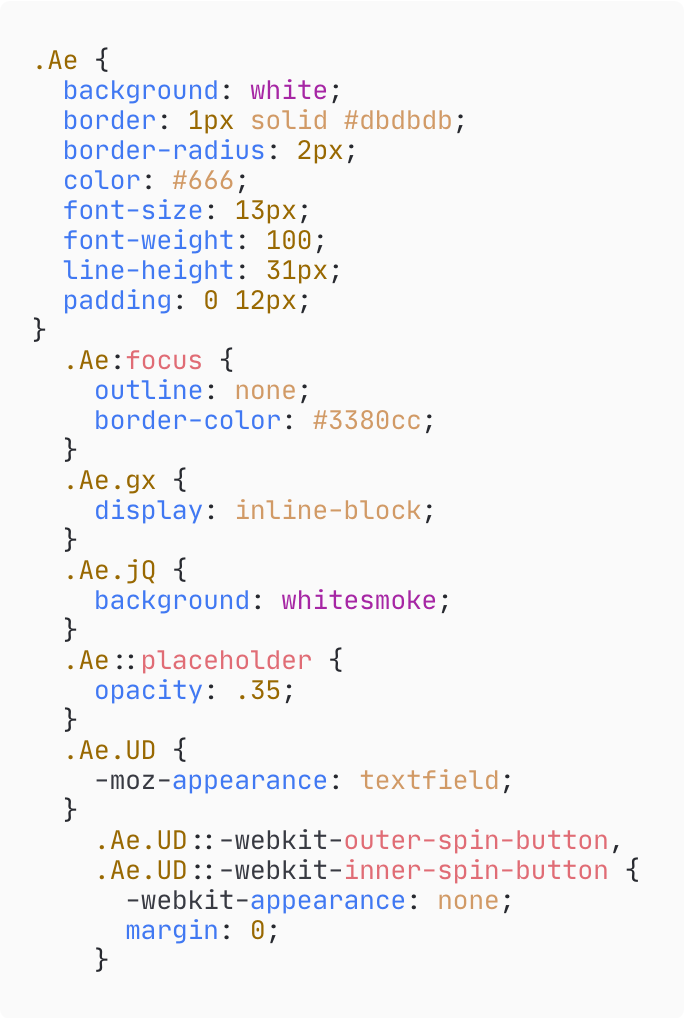 .Ae {
  background: white;
  border: 1px solid #dbdbdb;
  border-radius: 2px;
  color: #666;
  font-size: 13px;
  font-weight: 100;
  line-height: 31px;
  padding: 0 12px;
}
  .Ae:focus {
    outline: none;
    border-color: #3380cc;
  }
  .Ae.gx {
    display: inline-block;
  }
  .Ae.jQ {
    background: whitesmoke;
  }
  .Ae::placeholder {
    opacity: .35;
  }
  .Ae.UD {
    -moz-appearance: textfield;
  }
    .Ae.UD::-webkit-outer-spin-button,
    .Ae.UD::-webkit-inner-spin-button {
      -webkit-appearance: none;
      margin: 0;
    }